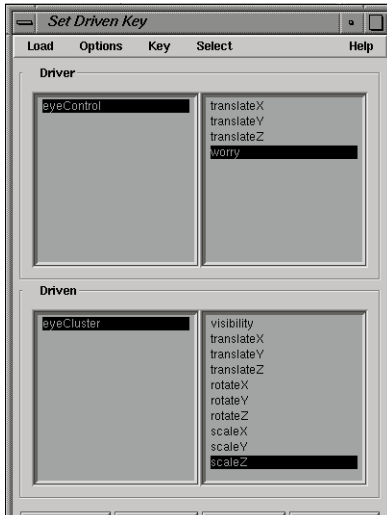 Set Driven Key
Load Options Key Select Help
Driver
eyeControl
translateX
translateY
translateZ
worry
Driven
eyeCluster
visibility
translateX
translateY
translateZ
rotateX
rotateY
rotateZ
scaleX
scaleY
scaleZ